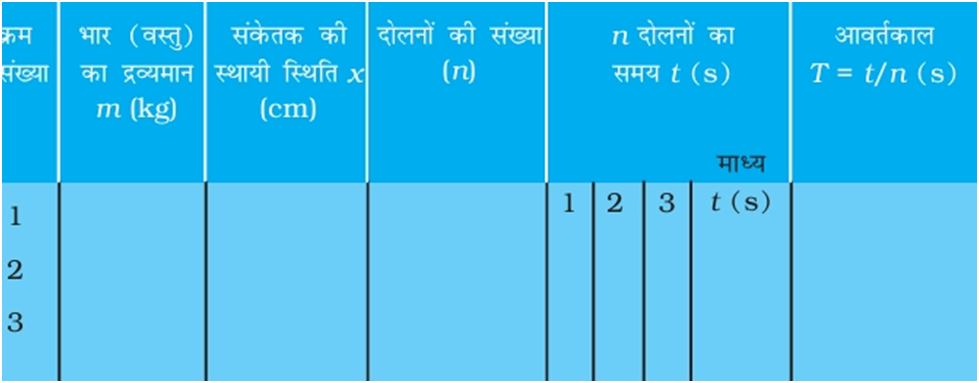 क्रम संख्या
भार (वस्तु) का द्रव्यमान m (kg)
संकेतक की स्थायी स्थिति x (cm)
दोलनों की संख्या (n)
n दोलनों का समय t (s)
आवर्तकाल T = t/n (s)
माध्य
1 2 3 t (s)
1
2
3